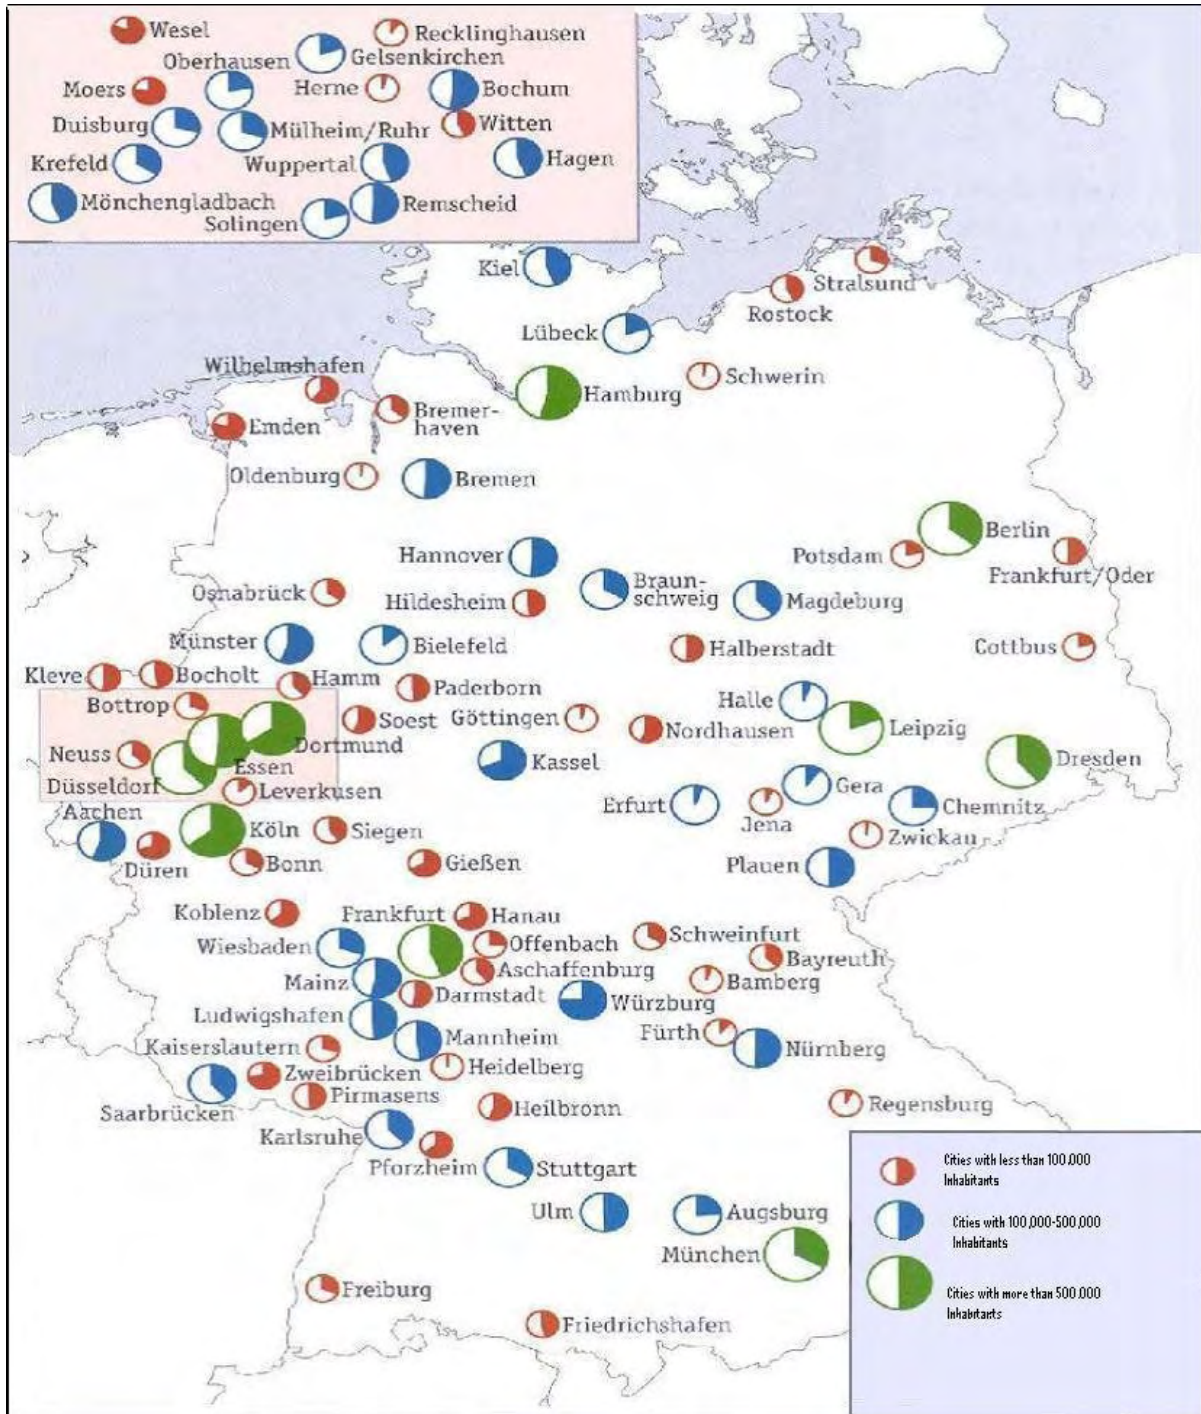 Wesel
Recklinghausen
Oberhausen
Gelsenkirchen
Moers
Herne
Bochum
Duisburg
Mülheim/Ruhr
Witten
Krefeld
Wuppertal
Hagen
Mönchengladbach
Remscheid
Solingen
Kiel
Stralsund
Rostock
Lübeck
Wilhelmshafen
Schwerin
Hamburg
Bremer-
haven
Emden
Oldenburg
Bremen
Berlin
Hannover
Potsdam
Frankfurt/Oder
Braun-
schweig
Osnabrück
Hildesheim
Magdeburg
Münster
Bielefeld
Halberstadt
Cottbus
Kleve
Bocholt
Hamm
Paderborn
Bottrop
Halle
Soest
Göttingen
Nordhausen
Leipzig
Neuss
Dortmund
Essen
Kassel
Dresden
Düsseldorf
Leverkusen
Gera
Aachen
Erfurt
Jena
Chemnitz
Köln
Siegen
Zwickau
Düren
Bonn
Gießen
Plauen
Koblenz
Frankfurt
Hanau
Wiesbaden
Offenbach
Schweinfurt
Bayreuth
Mainz
Aschaffenburg
Bamberg
Darmstadt
Würzburg
Ludwigshafen
Mannheim
Fürth
Nürnberg
Kaiserslautern
Heidelberg
Zweibrücken
Pirmasens
Saarbrücken
Heilbronn
Regensburg
Karlsruhe
Pforzheim
Stuttgart
Ulm
Augsburg
München
Freiburg
Friedrichshafen
Cities with less than 100,000
Inhabitants
Cities with 100,000-500,000
Inhabitants
Cities with more than 500,000
Inhabitants